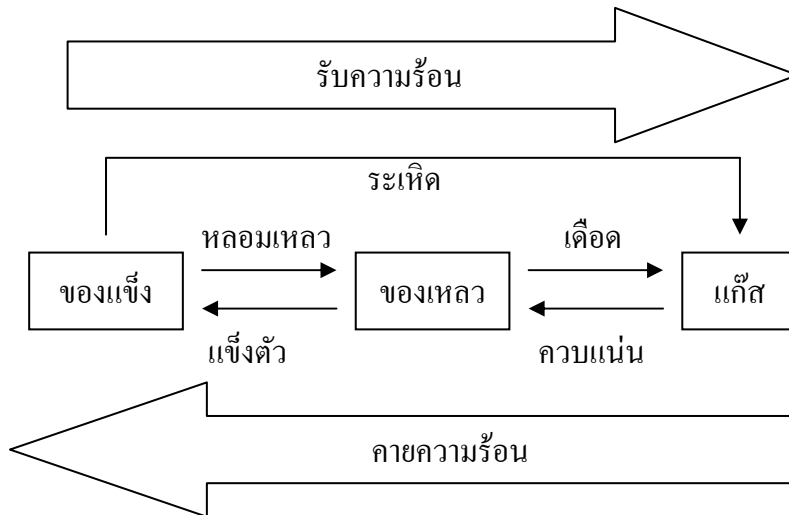 รับความร้อน
ระเหิด
หลอมเหลว เดือด
ของแข็ง ของเหลว แก๊ส
แข็งตัว ควบแน่น
คายความร้อน